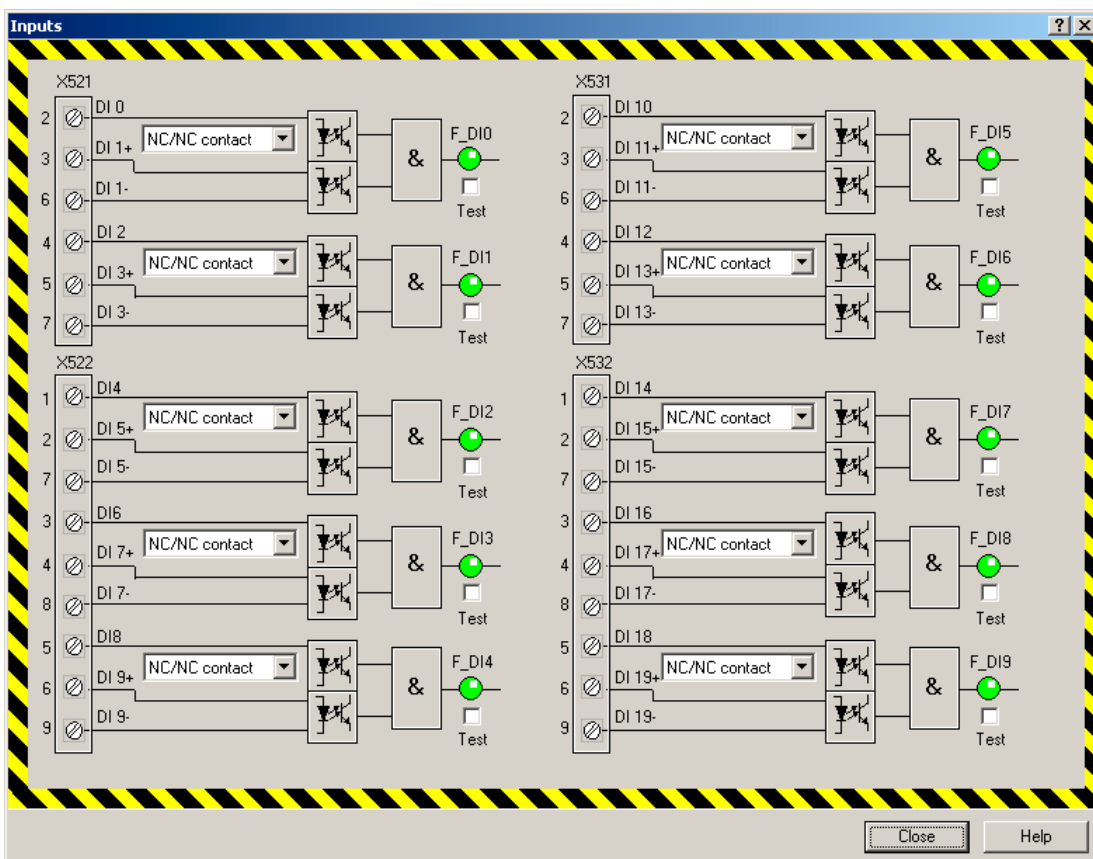 Inputs
X521
2 DI 0
NC/NC contact
3 DI 1+
6 DI 1-
& F_DI0
Test
4 DI 2
NC/NC contact
5 DI 3+
7 DI 3-
& F_DI1
Test
X522
1 DI4
NC/NC contact
2 DI 5+
7 DI 5-
& F_DI2
Test
3 DI6
NC/NC contact
4 DI 7+
8 DI 7-
& F_DI3
Test
5 DI8
NC/NC contact
6 DI 9+
9 DI 9-
& F_DI4
Test
X531
2 DI 10
NC/NC contact
3 DI 11+
6 DI 11-
& F_DI5
Test
4 DI 12
NC/NC contact
5 DI 13+
7 DI 13-
& F_DI6
Test
X532
1 DI 14
NC/NC contact
2 DI 15+
7 DI 15-
& F_DI7
Test
3 DI 16
NC/NC contact
4 DI 17+
8 DI 17-
& F_DI8
Test
5 DI 18
NC/NC contact
6 DI 19+
9 DI 19-
& F_DI9
Test
Close
Help